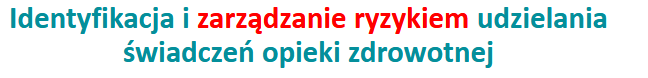 Identyfikacja i zarządzanie ryzykiem udzielania
świadczeń opieki zdrowotnej